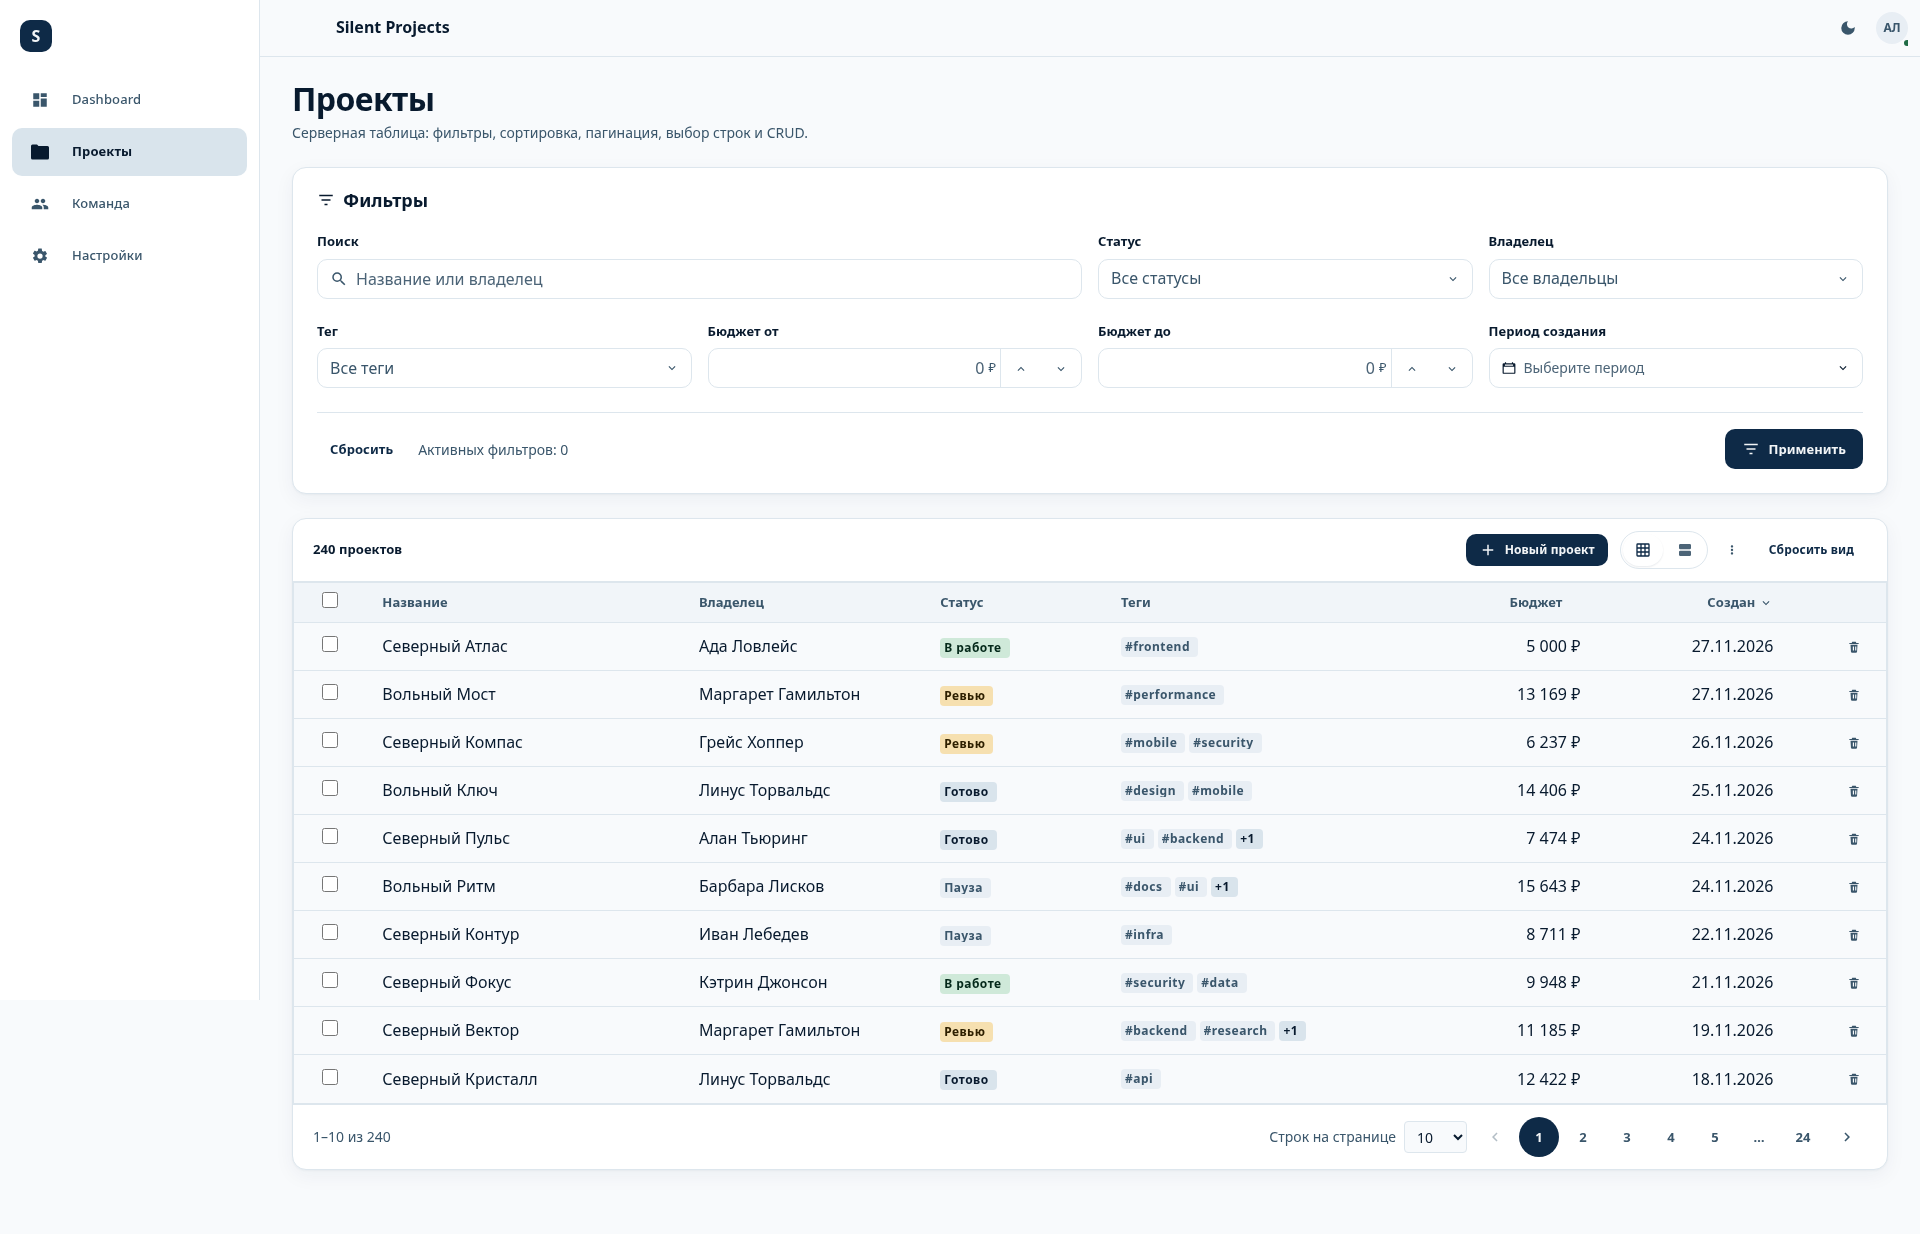 S
Silent Projects
АЛ
Dashboard
Проекты
Команда
Настройки
Проекты
Серверная таблица: фильтры, сортировка, пагинация, выбор строк и CRUD.
Фильтры
Поиск Статус Владелец
Название или владелец Все статусы Все владельцы
Тег Бюджет от Бюджет до Период создания
Все теги 0 ₽ 0 ₽ Выберите период
Сбросить Активных фильтров: 0 Применить
240 проектов Новый проект Сбросить вид
Название Владелец Статус Теги Бюджет Создан
Северный Атлас Ада Ловлейс В работе #frontend 5 000 ₽ 27.11.2026
Вольный Мост Маргарет Гамильтон Ревью #performance 13 169 ₽ 27.11.2026
Северный Компас Грейс Хоппер Ревью #mobile #security 6 237 ₽ 26.11.2026
Вольный Ключ Линус Торвальдс Готово #design #mobile 14 406 ₽ 25.11.2026
Северный Пульс Алан Тьюринг Готово #ui #backend +1 7 474 ₽ 24.11.2026
Вольный Ритм Барбара Лисков Пауза #docs #ui +1 15 643 ₽ 24.11.2026
Северный Контур Иван Лебедев Пауза #infra 8 711 ₽ 22.11.2026
Северный Фокус Кэтрин Джонсон В работе #security #data 9 948 ₽ 21.11.2026
Северный Вектор Маргарет Гамильтон Ревью #backend #research +1 11 185 ₽ 19.11.2026
Северный Кристалл Линус Торвальдс Готово #api 12 422 ₽ 18.11.2026
1–10 из 240 Строк на странице 10 1 2 3 4 5 … 24